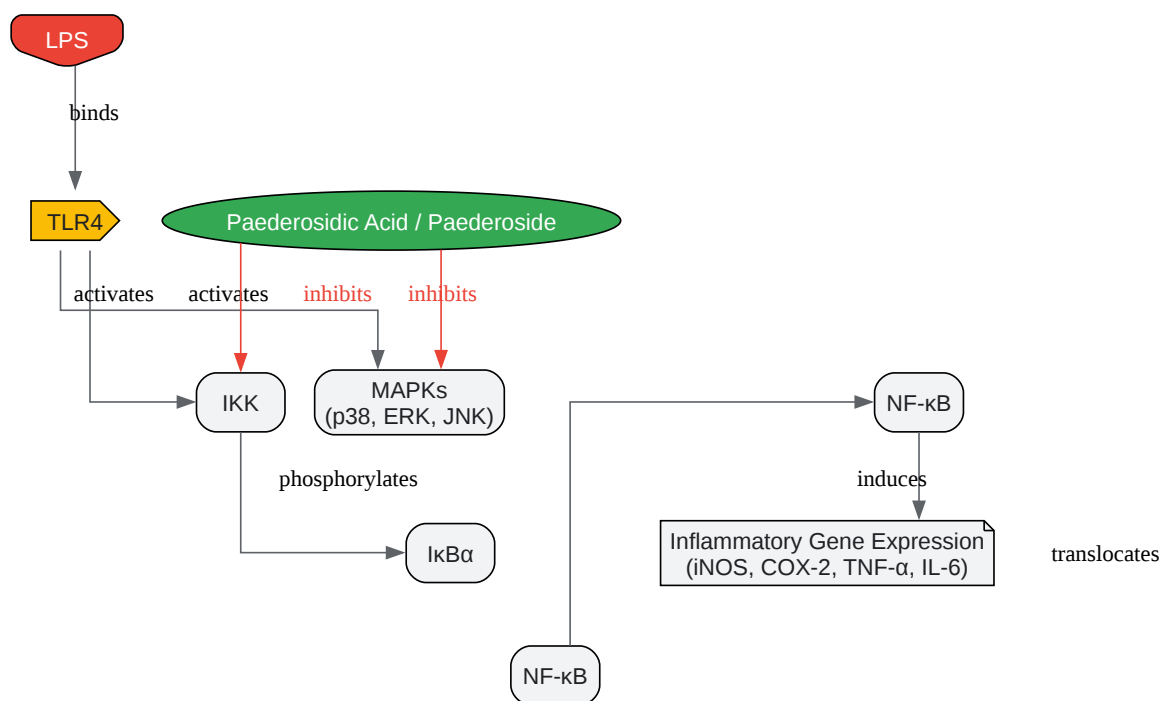 LPS
binds
TLR4
Paederosidic Acid / Paederoside
activates
activates
inhibits
inhibits
IKK
MAPKs
(p38, ERK, JNK)
NF-κB
phosphorylates
induces
IκBα
Inflammatory Gene Expression
(iNOS, COX-2, TNF-α, IL-6)
translocates
NF-κB